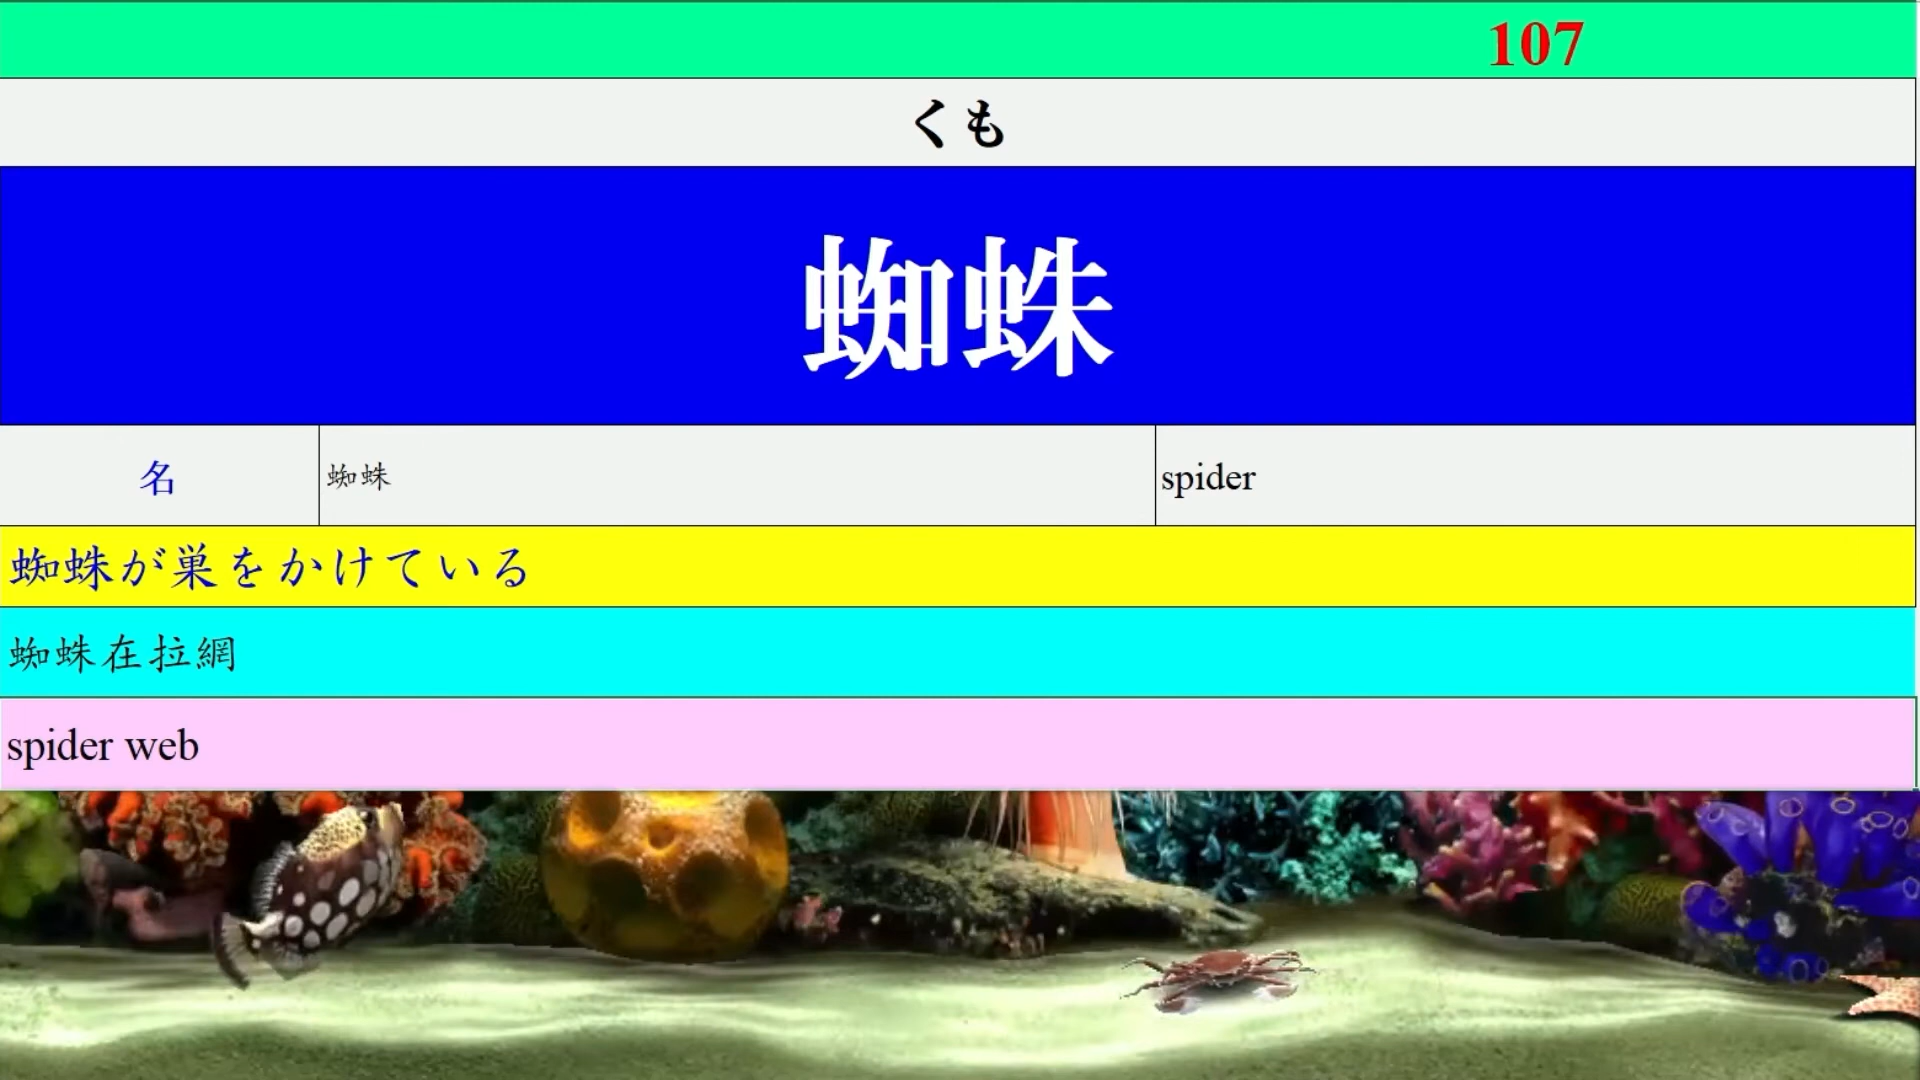 107
くも
蜘蛛
名 蜘蛛 spider
蜘蛛が巣をかけている
蜘蛛在拉網
spider web